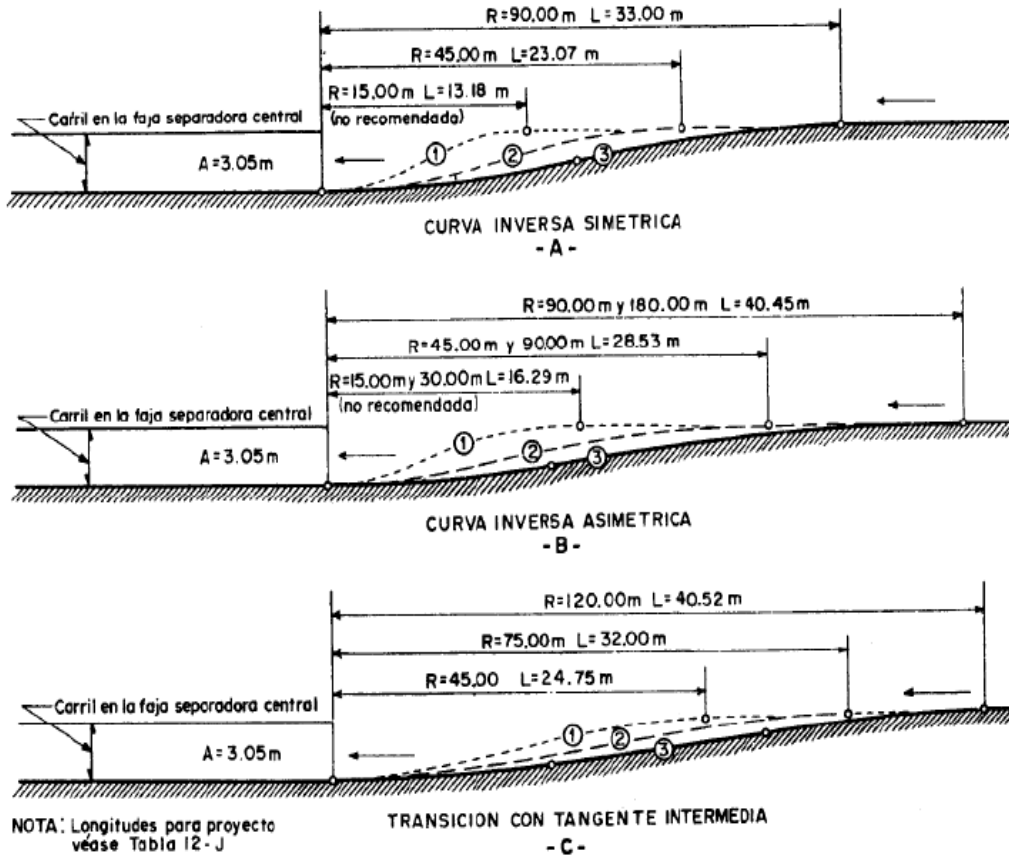 R=90.00 m L=33.00 m
R=45.00 m L=23.07 m
R=15.00 m L=13.18 m
(no recomendada)
Carril en la faja separadora central
A=3.05m
1
2
3
CURVA INVERSA SIMETRICA
-A-
R=90.00 m y 180.00 m L=40.45m
R=45.00 m y 90.00 m L=28.53 m
R=15.00m y 30.00m L=16.29 m
(no recomendada)
Carril en la faja separadora central
A=3.05m
1
2
3
CURVA INVERSA ASIMETRICA
-B-
R=120.00m L=40.52 m
R=75.00 m L=32.00 m
R=45.00 L=24.75 m
Carril en la faja separadora central
A=3.05m
1
2
3
NOTA: Longitudes para proyecto
véase Tabla 12-J
TRANSICION CON TANGENTE INTERMEDIA
-C-